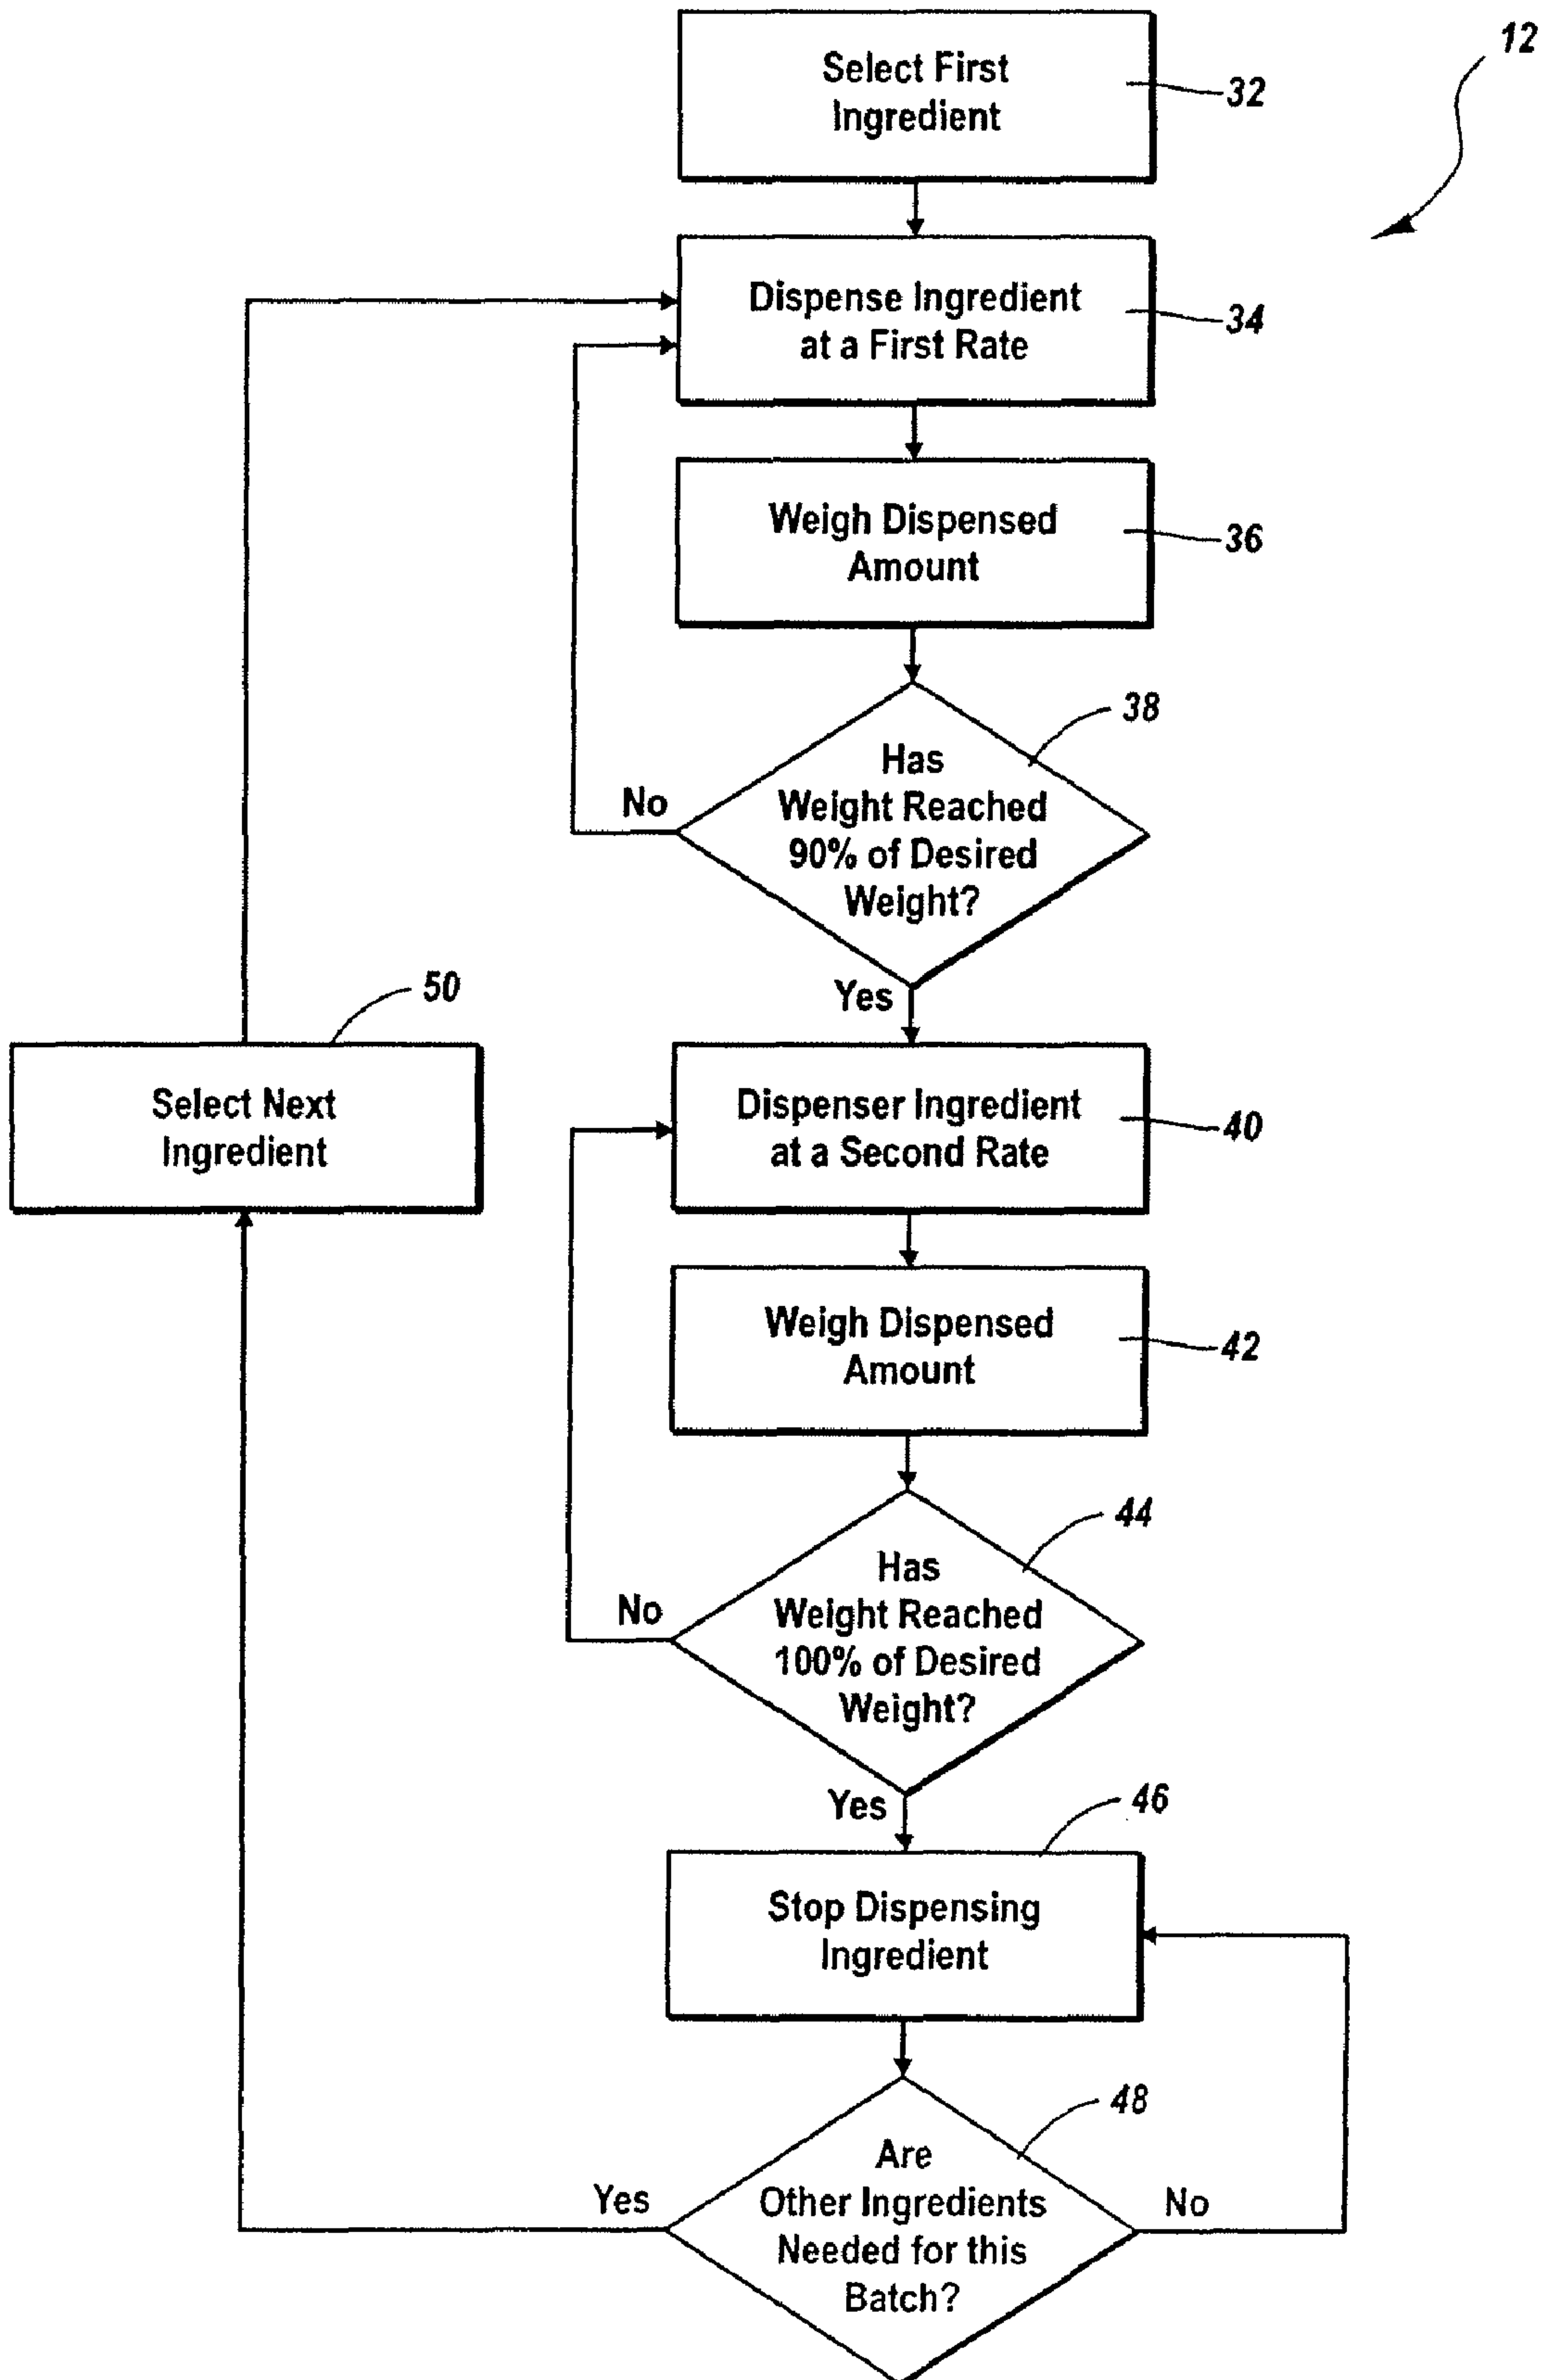 12
Select First
Ingredient
32
Dispense Ingredient
at a First Rate
34
Weigh Dispensed
Amount
36
38
Has
Weight Reached
90% of Desired
Weight?
No
Yes
50
Select Next
Ingredient
Dispenser Ingredient
at a Second Rate
40
Weigh Dispensed
Amount
42
44
Has
Weight Reached
100% of Desired
Weight?
No
Yes
46
Stop Dispensing
Ingredient
48
Are
Other Ingredients
Needed for this
Batch?
Yes
No